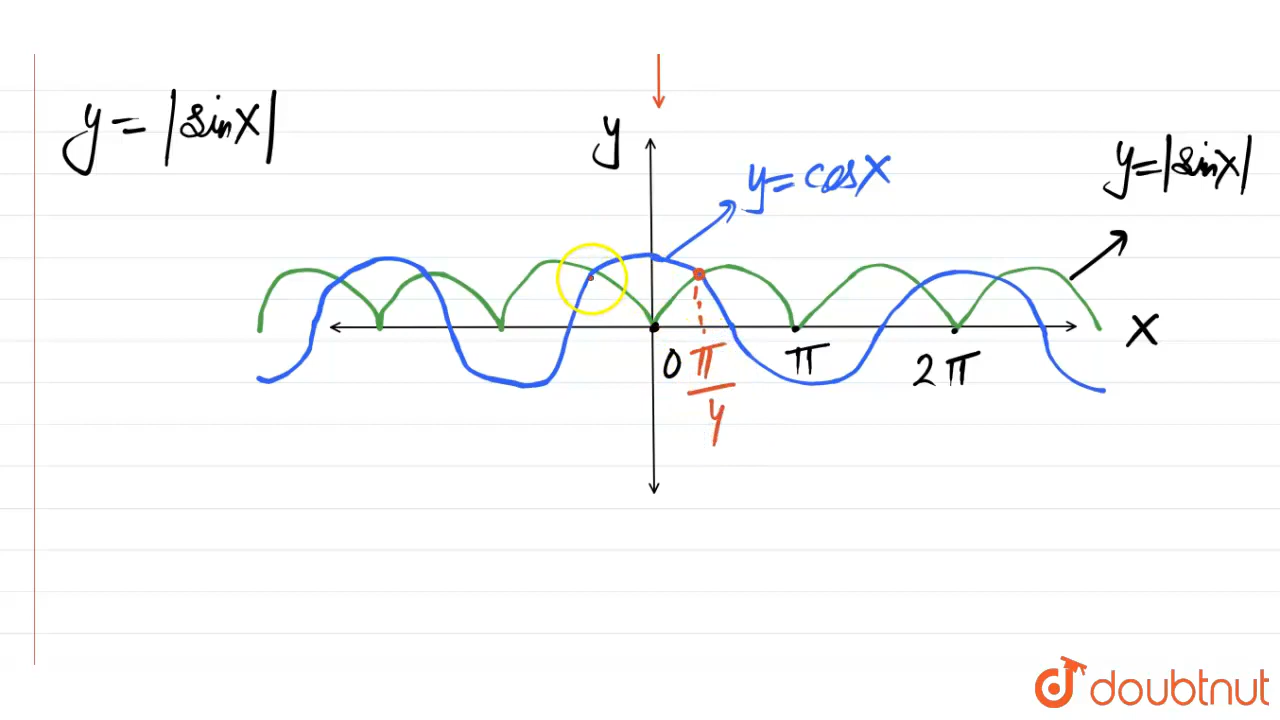 y = |sinx|
y
y = cosx
y = |sinx|
x
0
π/4
π
2π
doubtnut